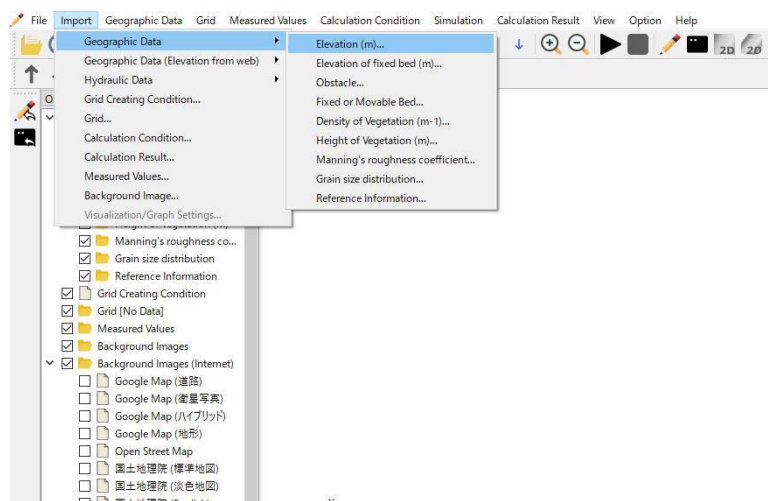 File Import Geographic Data Grid Measured Values Calculation Condition Simulation Calculation Result View Option Help
Geographic Data
Geographic Data (Elevation from web)
Hydraulic Data
Grid Creating Condition...
Grid...
Calculation Condition...
Calculation Result...
Measured Values...
Background Image...
Visualization/Graph Settings...
Elevation (m)...
Elevation of fixed bed (m)...
Obstacle...
Fixed or Movable Bed...
Density of Vegetation (m-1)...
Height of Vegetation (m)...
Manning's roughness coefficient...
Grain size distribution...
Reference Information...
2D 2D
Manning's roughness co...
Grain size distribution
Reference Information
Grid Creating Condition
Grid [No Data]
Measured Values
Background Images
Background Images (Internet)
Google Map (道路)
Google Map (衛星写真)
Google Map (ハイブリッド)
Google Map (地形)
Open Street Map
国土地理院 (標準地図)
国土地理院 (淡色地図)